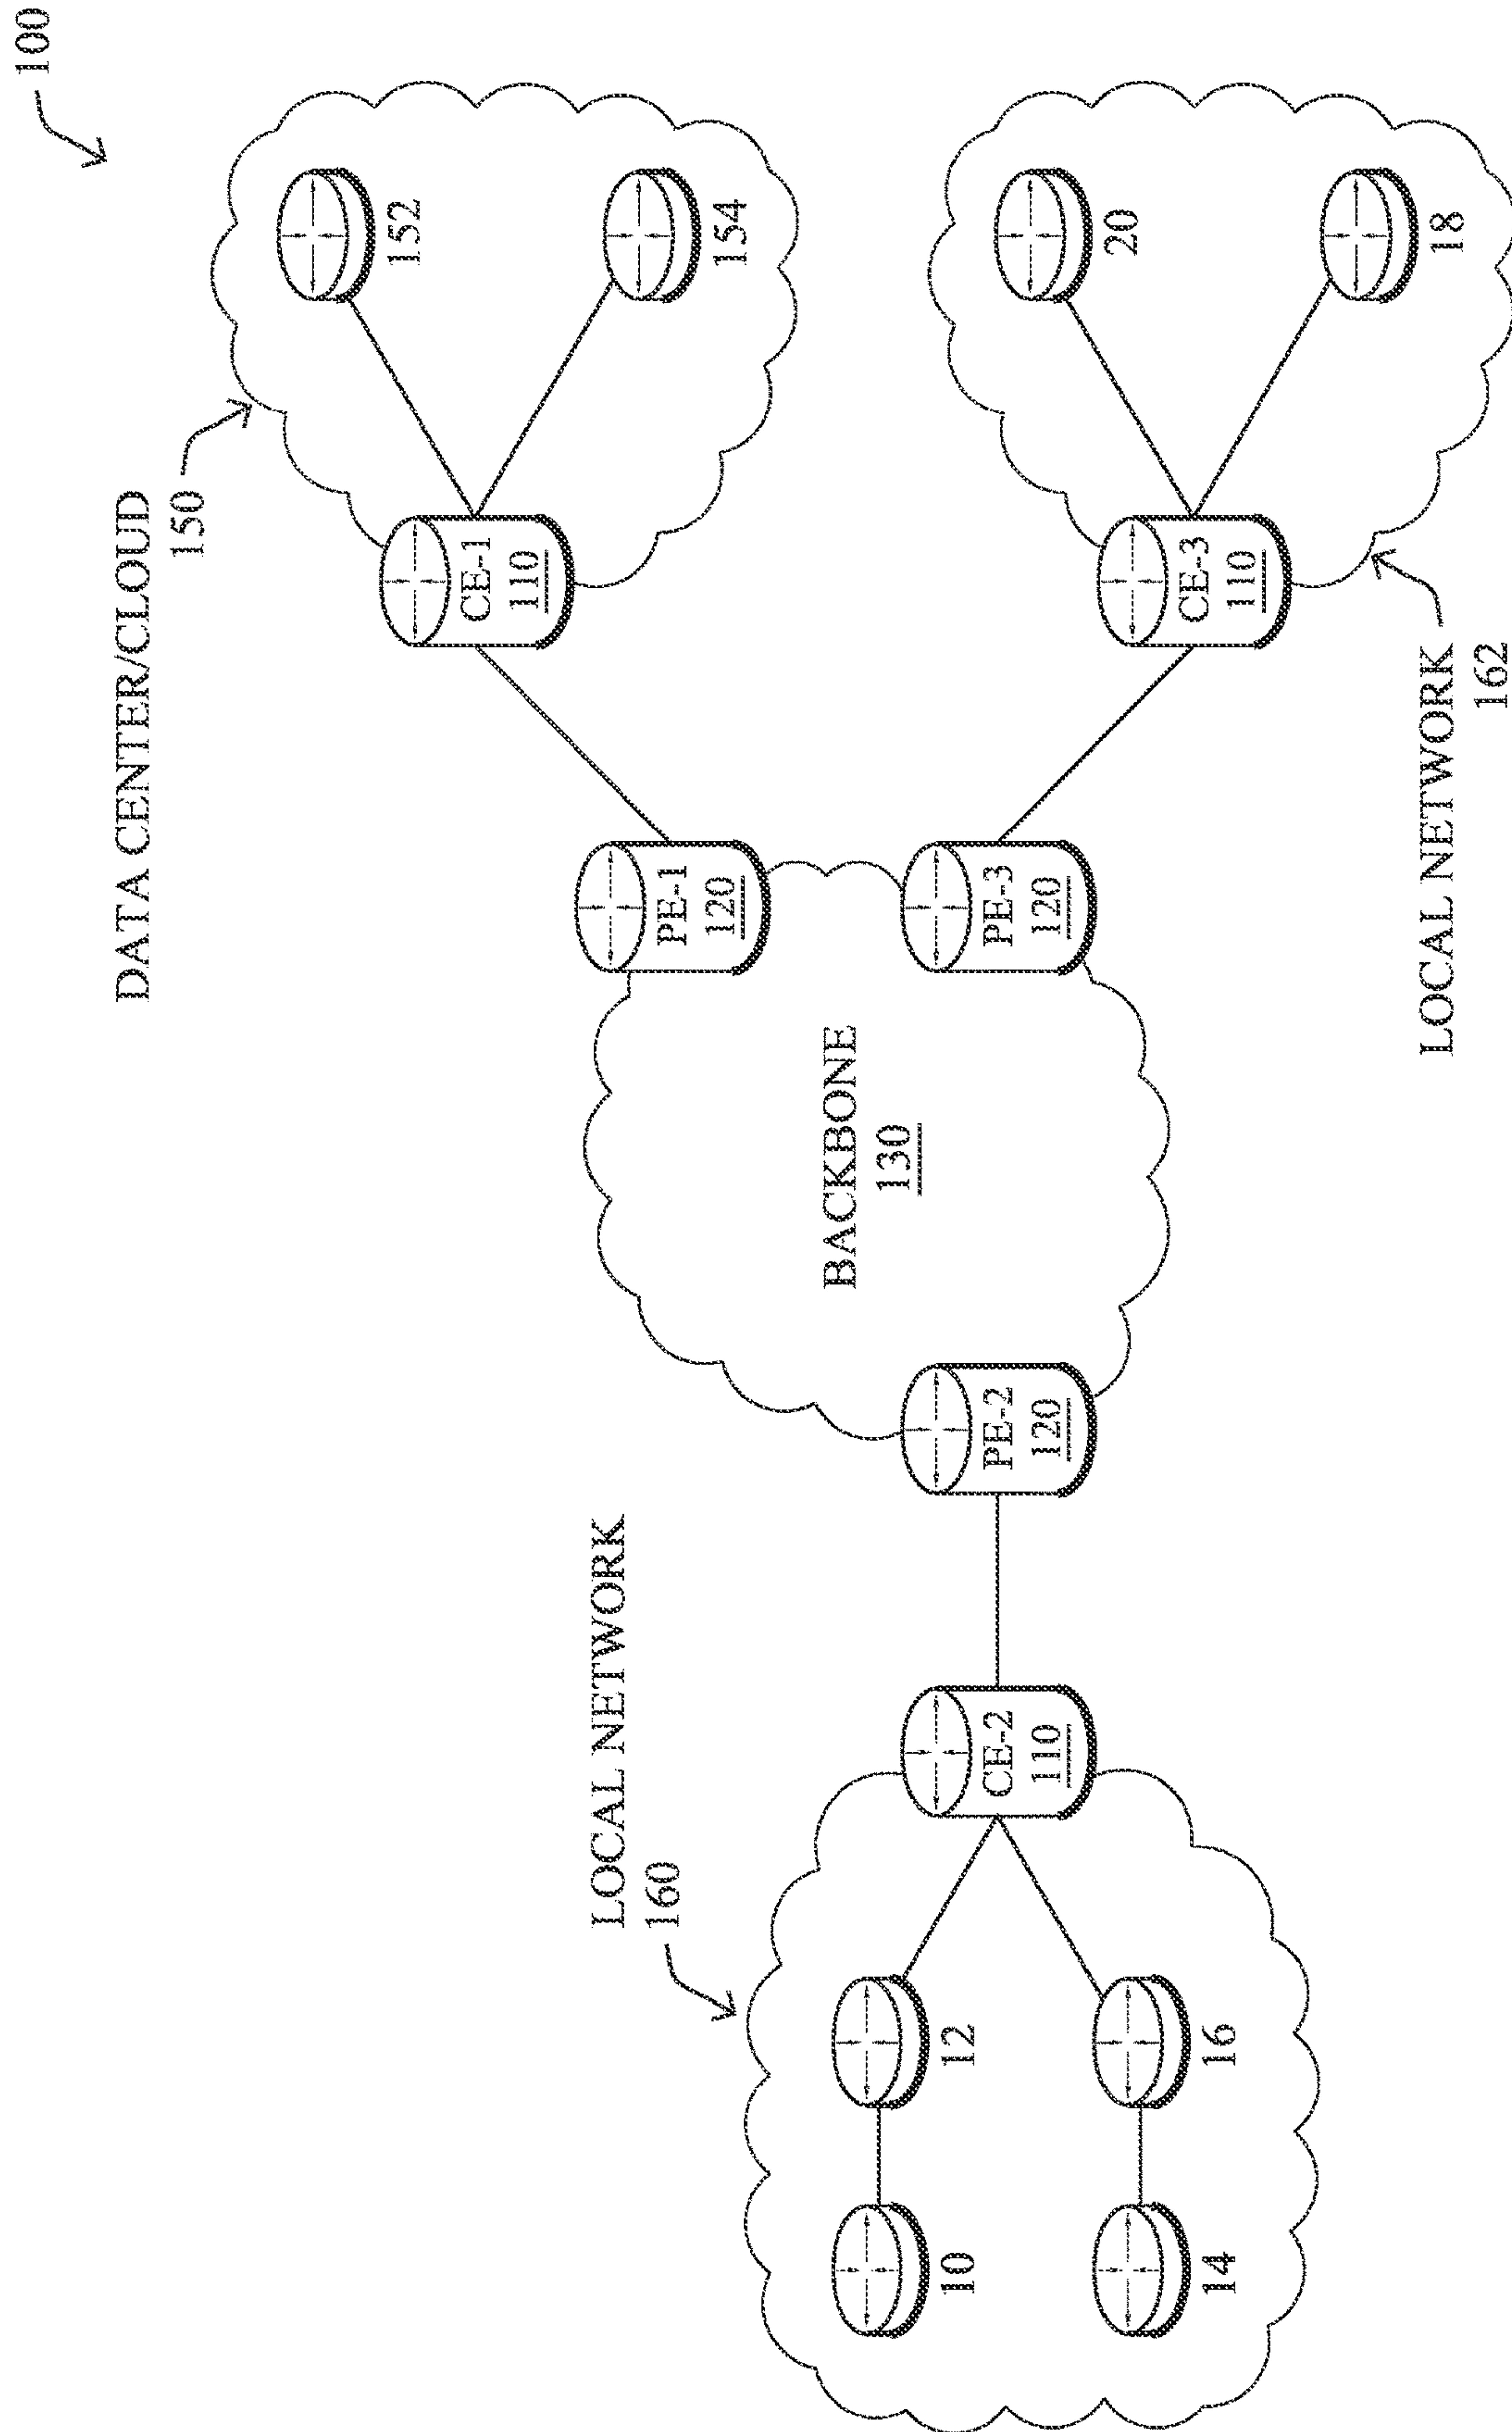 100
DATA CENTER/CLOUD
150
152
154
CE-1
110
PE-1
120
BACKBONE
130
LOCAL NETWORK
160
PE-2
120
PE-3
120
CE-2
110
CE-3
110
10
12
14
16
20
18
LOCAL NETWORK
162